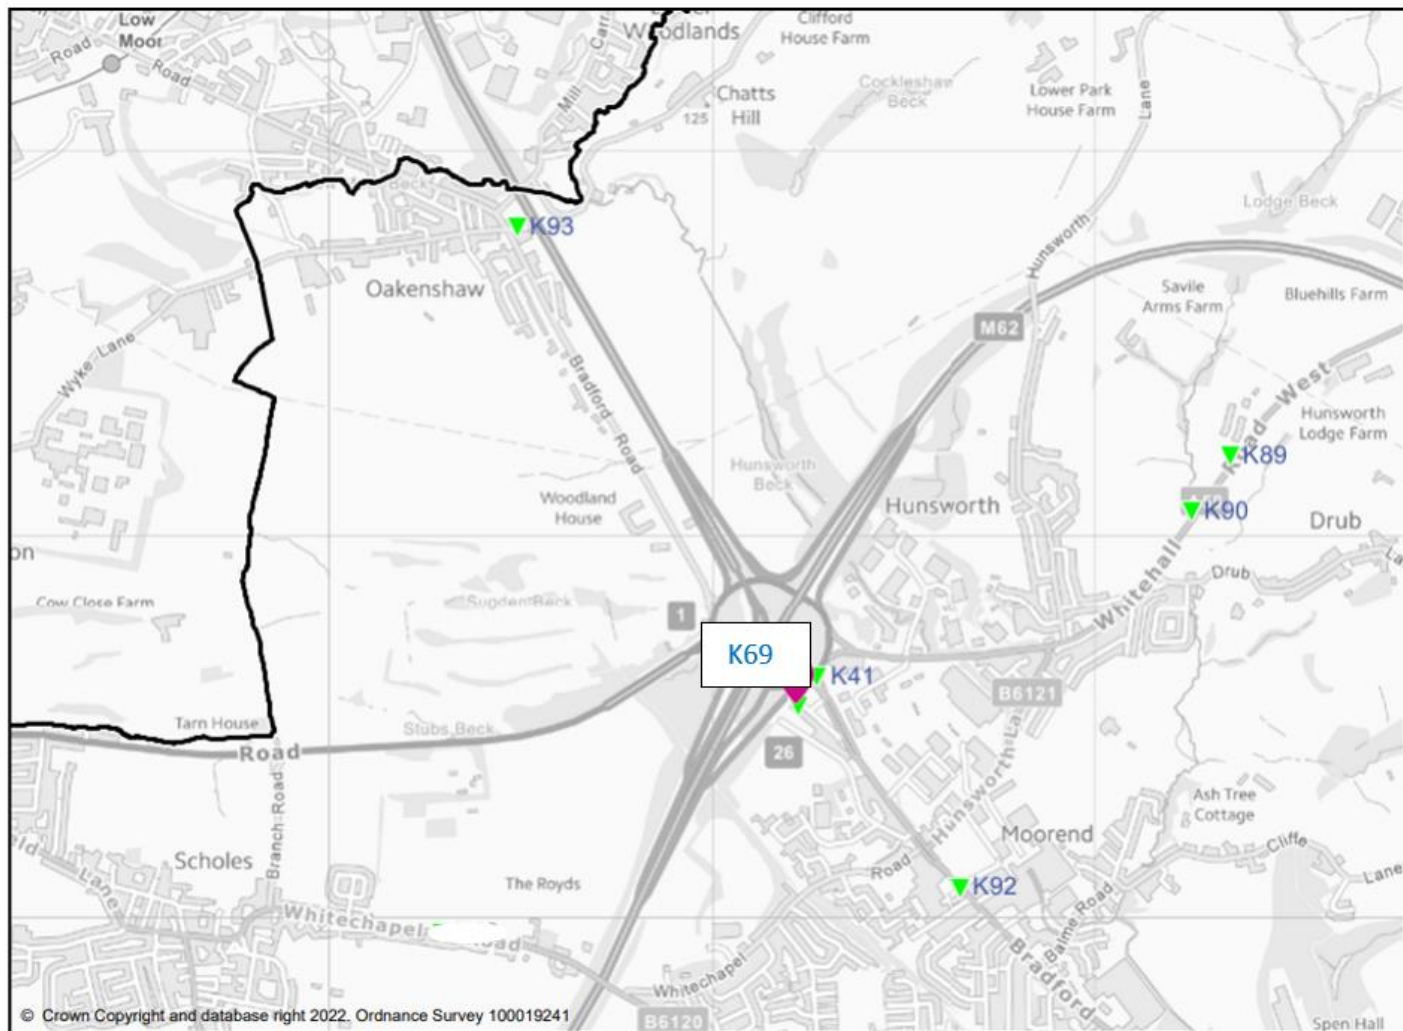 Low
Moor
Road
Road
Carr
Mill
Woodlands
Clifford
House Farm
Chatts
Hill
125
Cockleshaw
Beck
Lower Park
House Farm
Lane
Beck
K93
Oakenshaw
Hunsworth
Lodge Beck
Savile
Arms Farm
Bluehills Farm
M62
Wyke Lane
Bradford
Road
Road West
Hunsworth
Lodge Farm
K89
Hunsworth
Beck
Woodland
House
Hunsworth
K90
Drub
on
Whitehall
Drub
Cow Close Farm
Sugden Beck
1
K69
K41
B6121
Tarn House
Stubs Beck
Road
26
Branch Road
Hunsworth La
Ash Tree
Cottage
Scholes
Moorend
Road
Cliffe
Lane
The Royds
K92
Lane
Whitechapel Road
Balme Road
Whitechapel
Bradford
© Crown Copyright and database right 2022. Ordnance Survey 100019241
B6120
Spen Hall